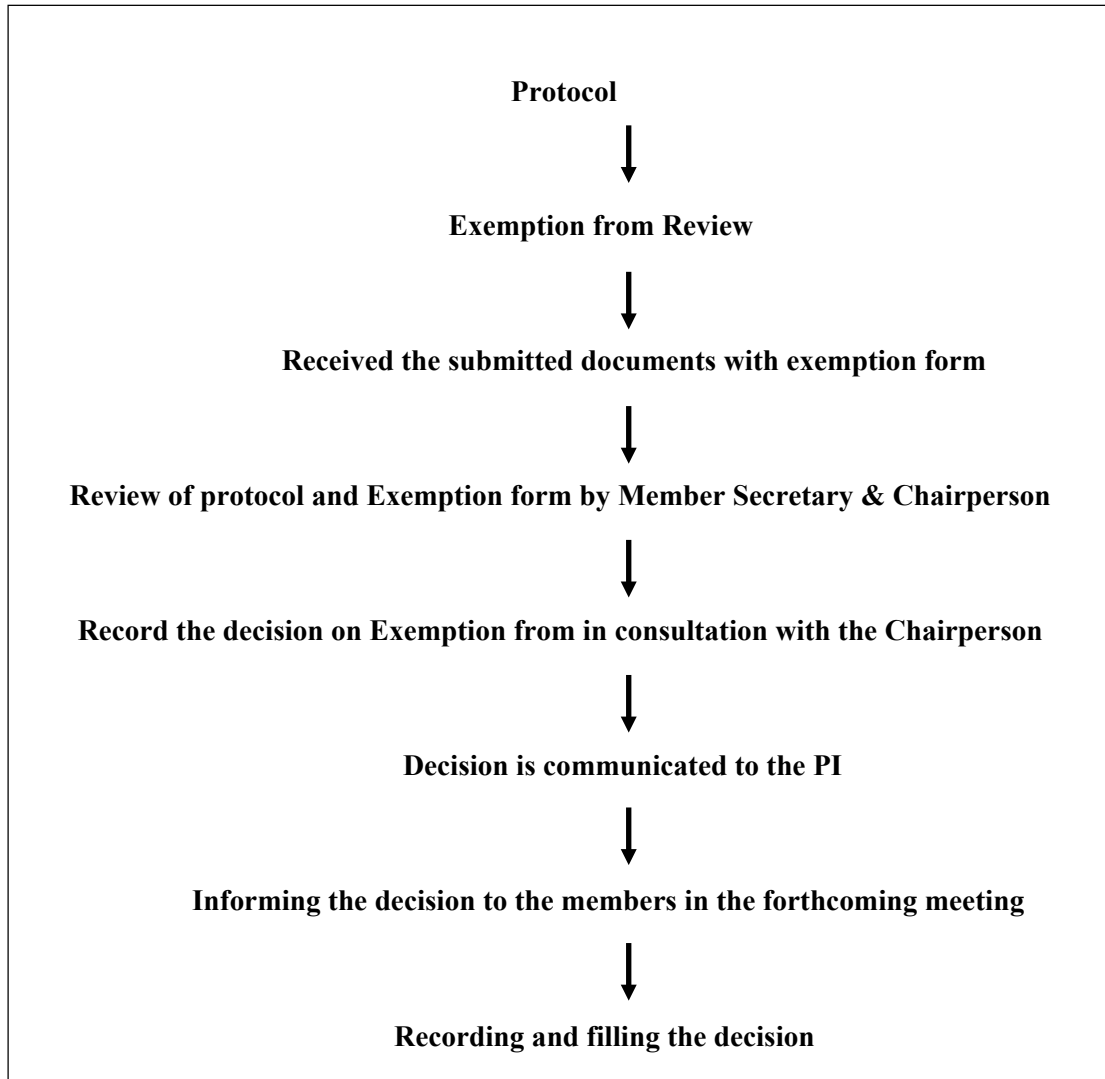 Protocol
Exemption from Review
Received the submitted documents with exemption form
Review of protocol and Exemption form by Member Secretary & Chairperson
Record the decision on Exemption from in consultation with the Chairperson
Decision is communicated to the PI
Informing the decision to the members in the forthcoming meeting
Recording and filling the decision